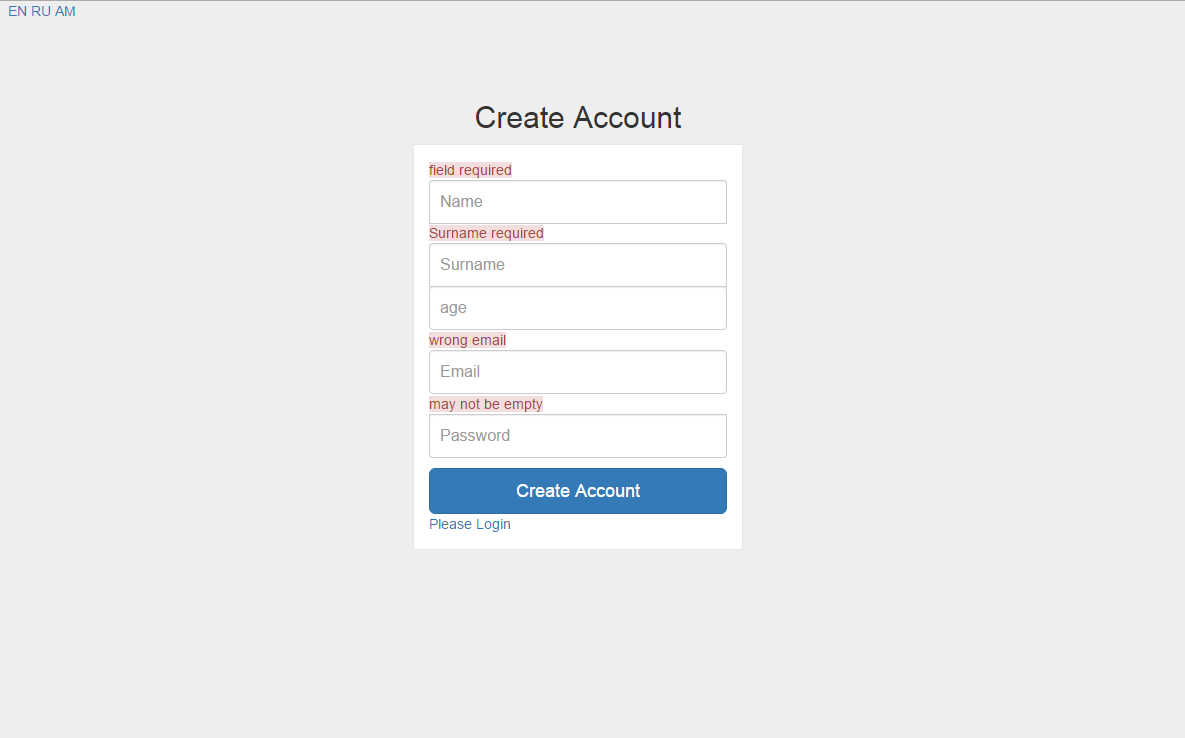 EN RU AM
Create Account
field required
Name
Surname required
Surname
age
wrong email
Email
may not be empty
Password
Create Account
Please Login